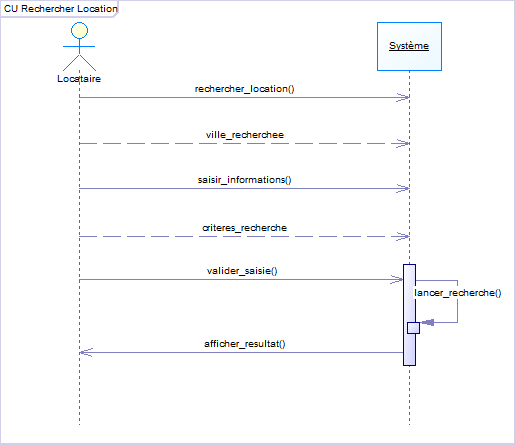 CU Rechercher Location
Système
Locataire
rechercher_location()
ville_recherchee
saisir_informations()
criteres_recherche
valider_saisie()
lancer_recherche()
afficher_resultat()